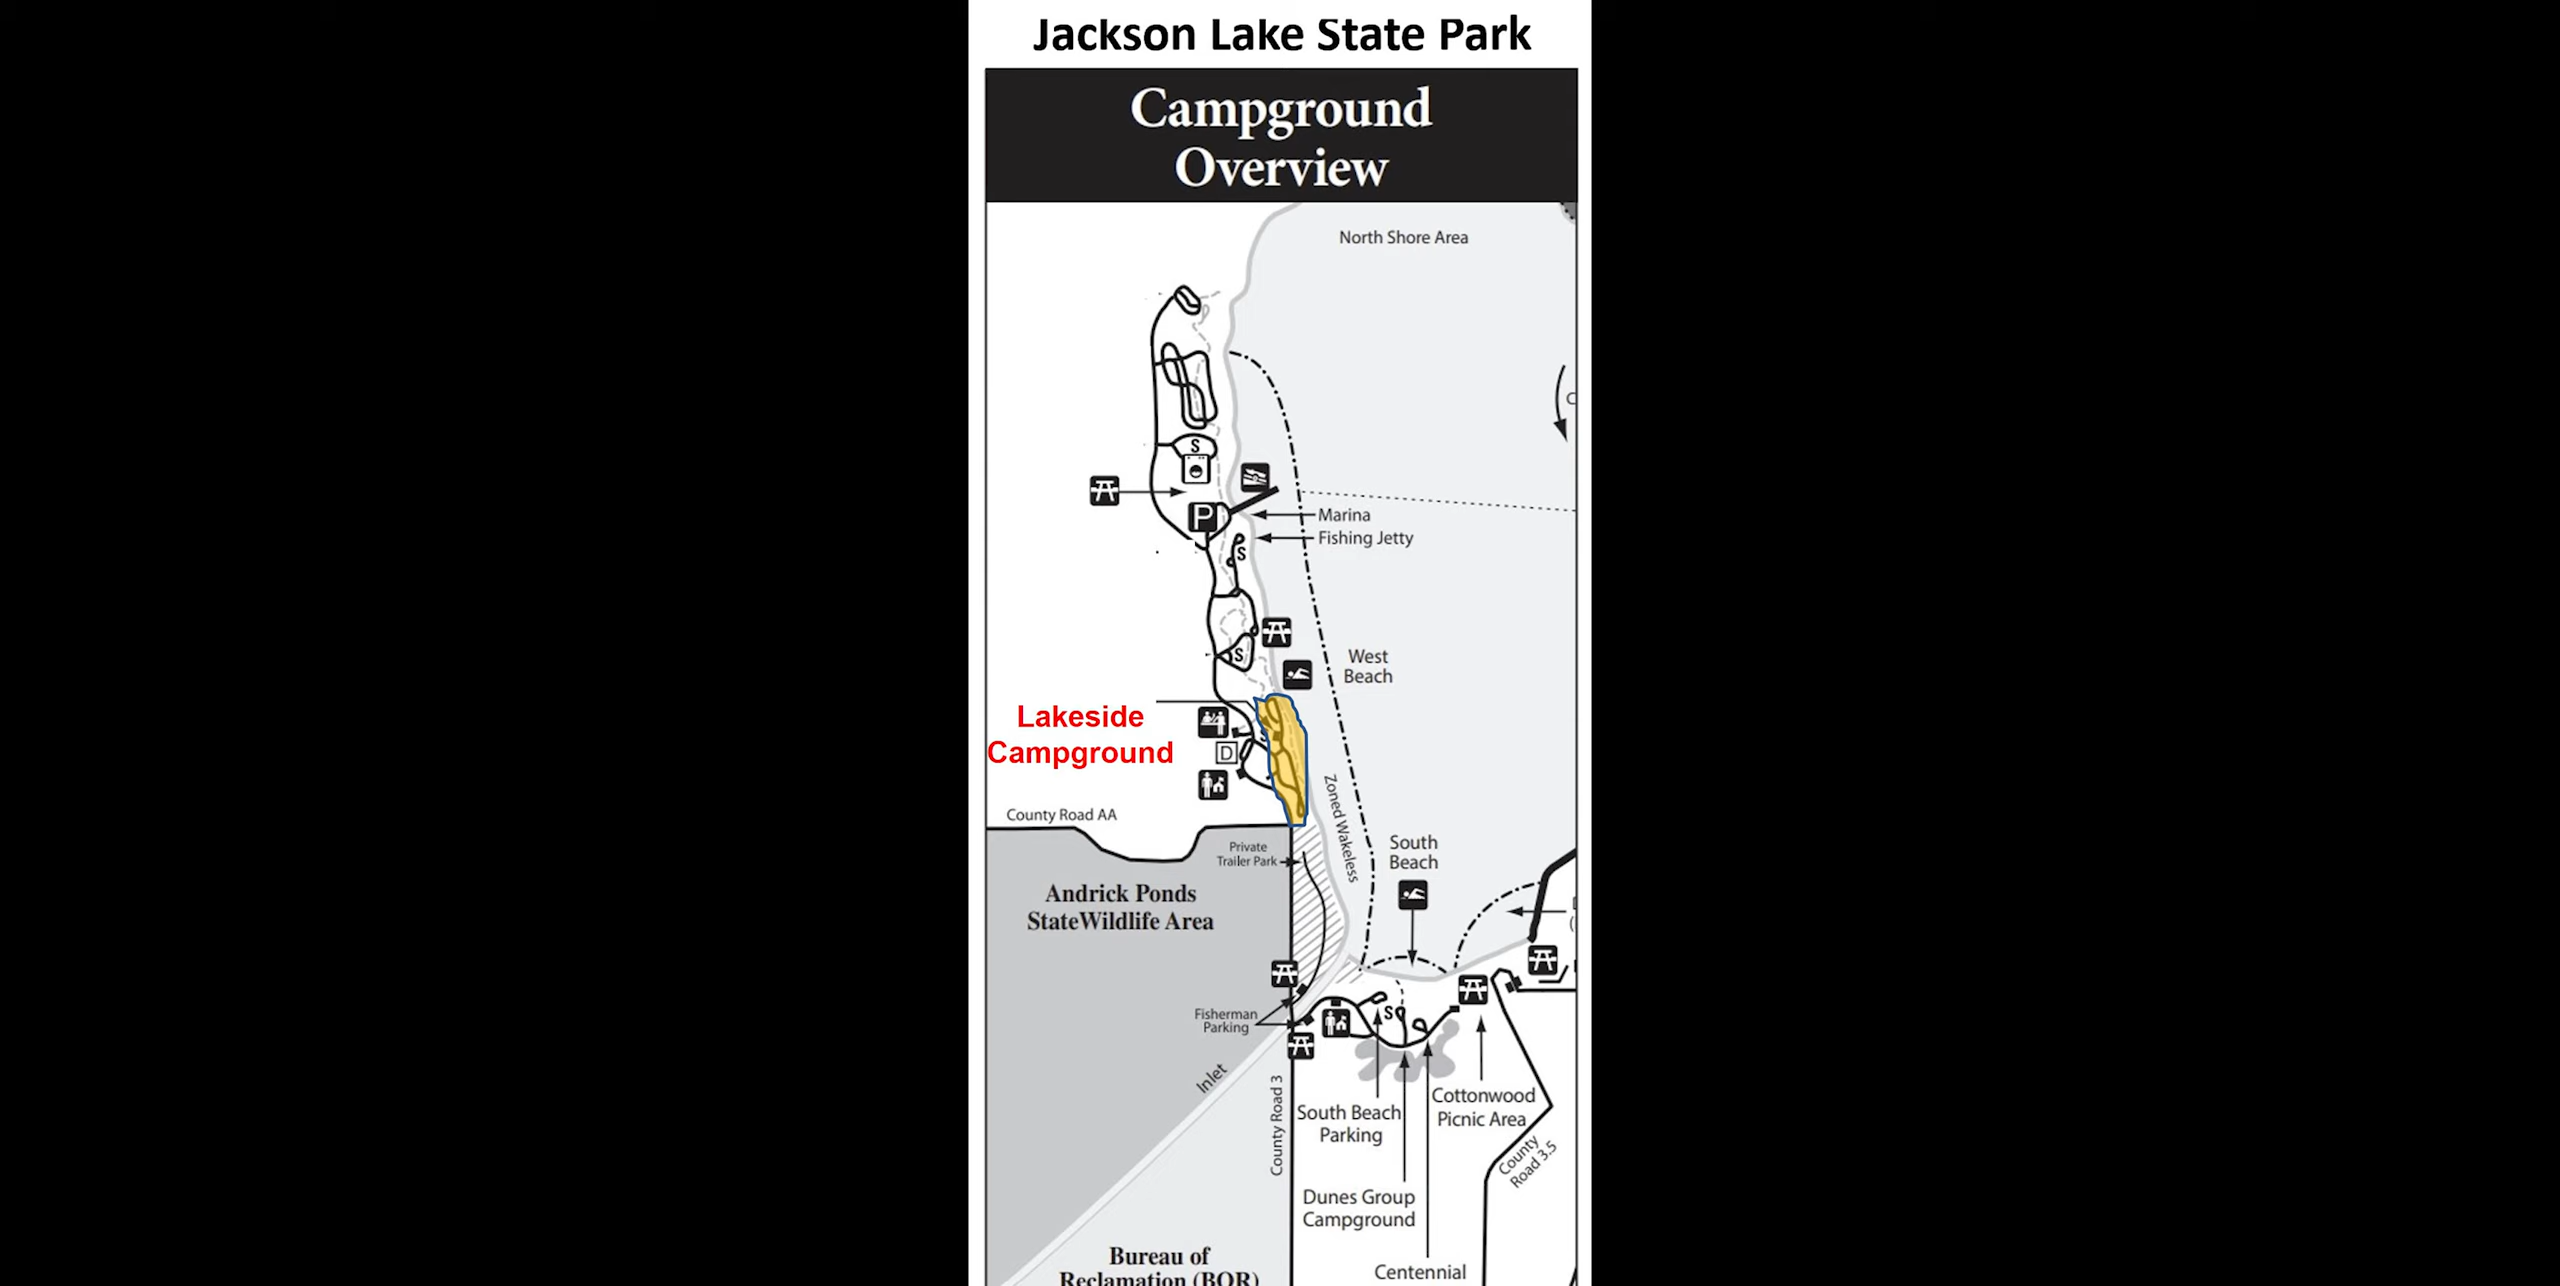 Jackson Lake State Park
Campground
Overview
North Shore Area
S
P
Marina
Fishing Jetty
S
West
Beach
S
Lakeside
Campground
D
Zoned Wakeless
County Road AA
South
Beach
Private
Trailer Park
Andrick Ponds
StateWildlife Area
Fisherman
Parking
S
Inlet
County Road 3
South Beach
Parking
Cottonwood
Picnic Area
County
Road 3.5
Dunes Group
Campground
Bureau of
Reclamation (BOR)
Centennial